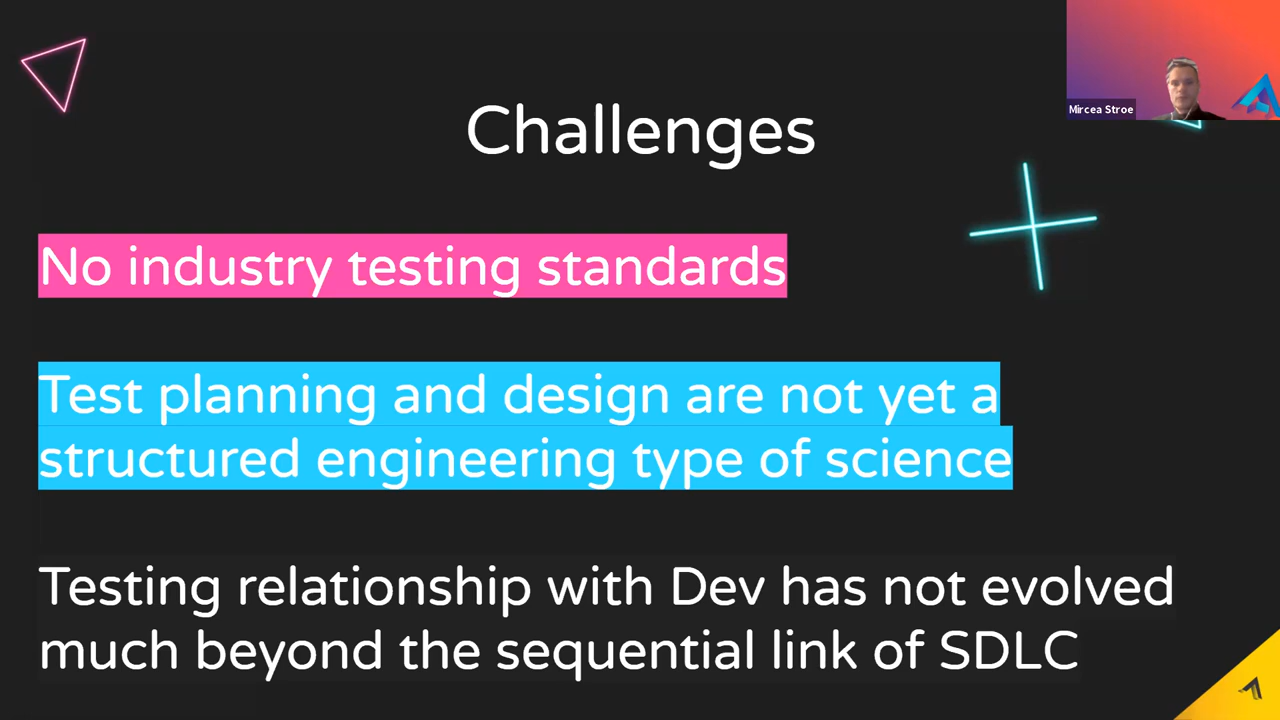 Mircea Stroe
Challenges
No industry testing standards
Test planning and design are not yet a
structured engineering type of science
Testing relationship with Dev has not evolved
much beyond the sequential link of SDLC